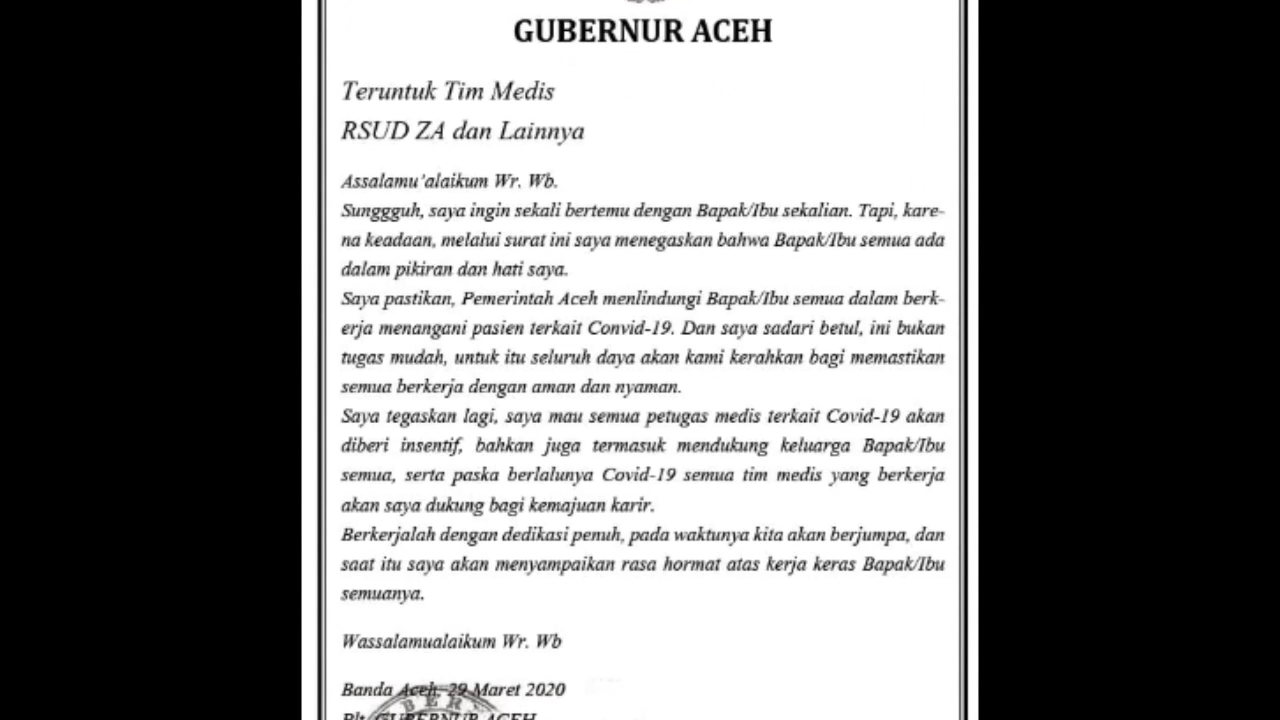 GUBERNUR ACEH
Teruntuk Tim Medis
RSUD ZA dan Lainnya
Assalamu'alaikum Wr. Wb.
Sunggguh, saya ingin sekali bertemu dengan Bapak/Ibu sekalian. Tapi, kare-
na keadaan, melalui surat ini saya menegaskan bahwa Bapak/Ibu semua ada
dalam pikiran dan hati saya.
Saya pastikan, Pemerintah Aceh menlindungi Bapak/Ibu semua dalam berk-
erja menangani pasien terkait Convid-19. Dan saya sadari betul, ini bukan
tugas mudah, untuk itu seluruh daya akan kami kerahkan bagi memastikan
semua berkerja dengan aman dan nyaman.
Saya tegaskan lagi, saya mau semua petugas medis terkait Covid-19 akan
diberi insentif, bahkan juga termasuk mendukung keluarga Bapak/Ibu
semua, serta paska berlalunya Covid-19 semua tim medis yang berkerja
akan saya dukung bagi kemajuan karir.
Berkerjalah dengan dedikasi penuh, pada waktunya kita akan berjumpa, dan
saat itu saya akan menyampaikan rasa hormat atas kerja keras Bapak/Ibu
semuanya.
Wassalamualaikum Wr. Wb
Banda Aceh, 29 Maret 2020
Plt. GUBERNUR ACEH